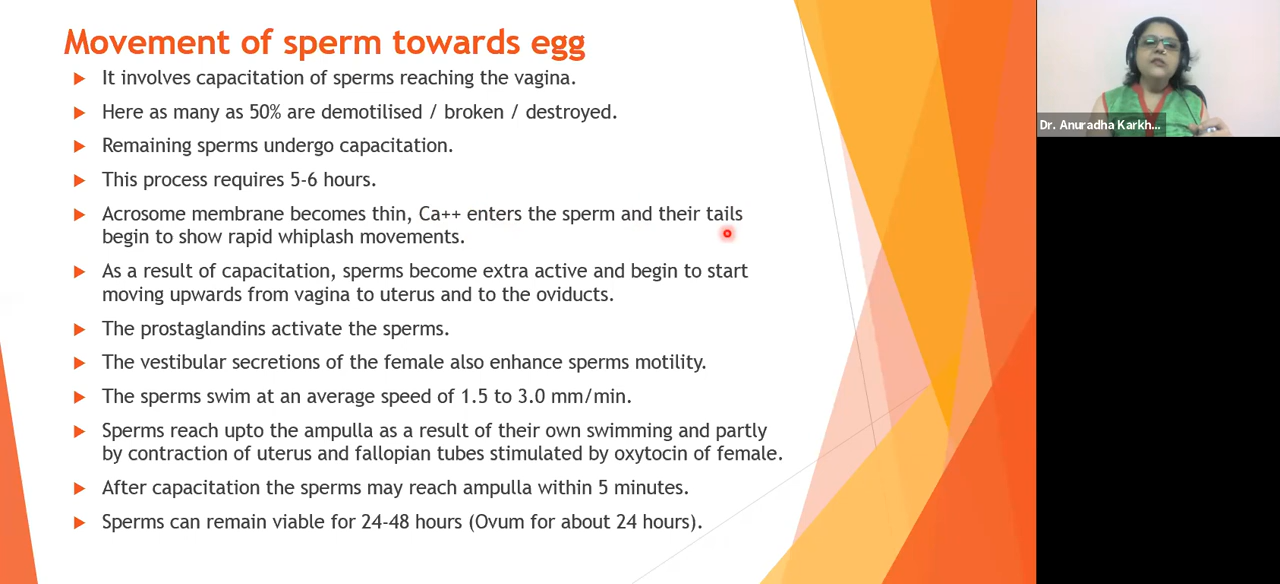 Movement of sperm towards egg
It involves capacitation of sperms reaching the vagina.
Here as many as 50% are demotilised / broken / destroyed.
Remaining sperms undergo capacitation.
This process requires 5-6 hours.
Acrosome membrane becomes thin, Ca++ enters the sperm and their tails
begin to show rapid whiplash movements.
As a result of capacitation, sperms become extra active and begin to start
moving upwards from vagina to uterus and to the oviducts.
The prostaglandins activate the sperms.
The vestibular secretions of the female also enhance sperms motility.
The sperms swim at an average speed of 1.5 to 3.0 mm/min.
Sperms reach upto the ampulla as a result of their own swimming and partly
by contraction of uterus and fallopian tubes stimulated by oxytocin of female.
After capacitation the sperms may reach ampulla within 5 minutes.
Sperms can remain viable for 24-48 hours (Ovum for about 24 hours).
Dr. Anuradha Karkh...